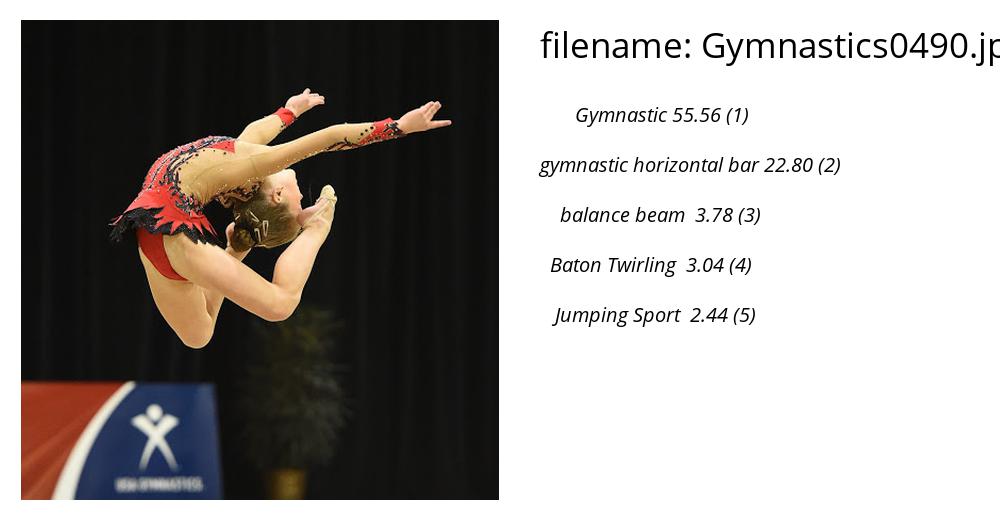 filename: Gymnastics0490.jp
Gymnastic 55.56 (1)
gymnastic horizontal bar 22.80 (2)
balance beam 3.78 (3)
Baton Twirling 3.04 (4)
Jumping Sport 2.44 (5)
USA GYMNASTICS